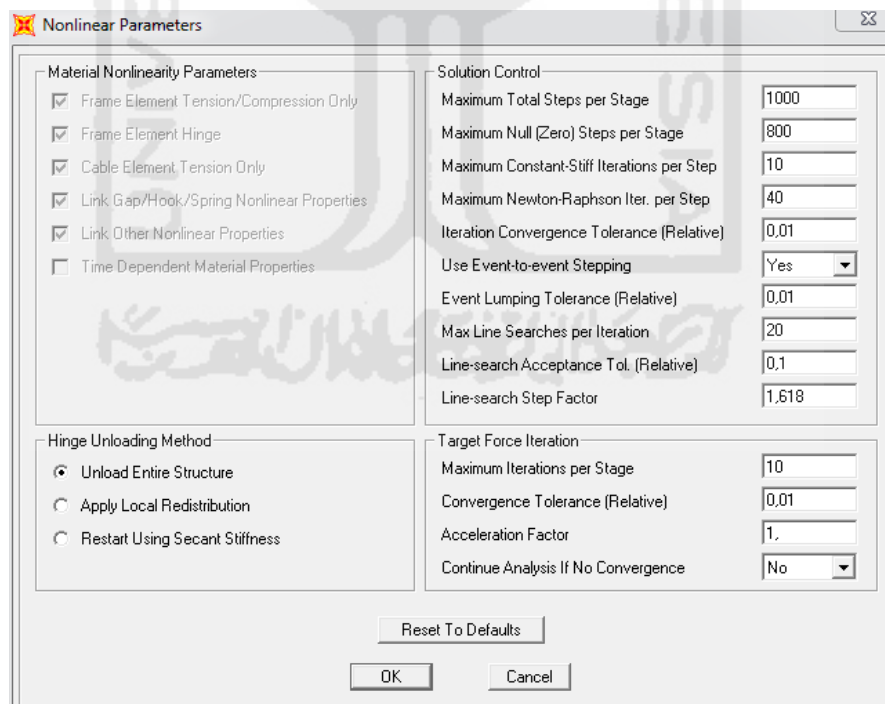 Nonlinear Parameters
Material Nonlinearity Parameters
Frame Element Tension/Compression Only
Frame Element Hinge
Cable Element Tension Only
Link Gap/Hook/Spring Nonlinear Properties
Link Other Nonlinear Properties
Time Dependent Material Properties
Solution Control
Maximum Total Steps per Stage 1000
Maximum Null (Zero) Steps per Stage 800
Maximum Constant-Stiff Iterations per Step 10
Maximum Newton-Raphson Iter. per Step 40
Iteration Convergence Tolerance (Relative) 0,01
Use Event-to-event Stepping Yes
Event Lumping Tolerance (Relative) 0,01
Max Line Searches per Iteration 20
Line-search Acceptance Tol. (Relative) 0,1
Line-search Step Factor 1,618
Hinge Unloading Method
Unload Entire Structure
Apply Local Redistribution
Restart Using Secant Stiffness
Target Force Iteration
Maximum Iterations per Stage 10
Convergence Tolerance (Relative) 0,01
Acceleration Factor 1,
Continue Analysis If No Convergence No
Reset To Defaults
OK Cancel